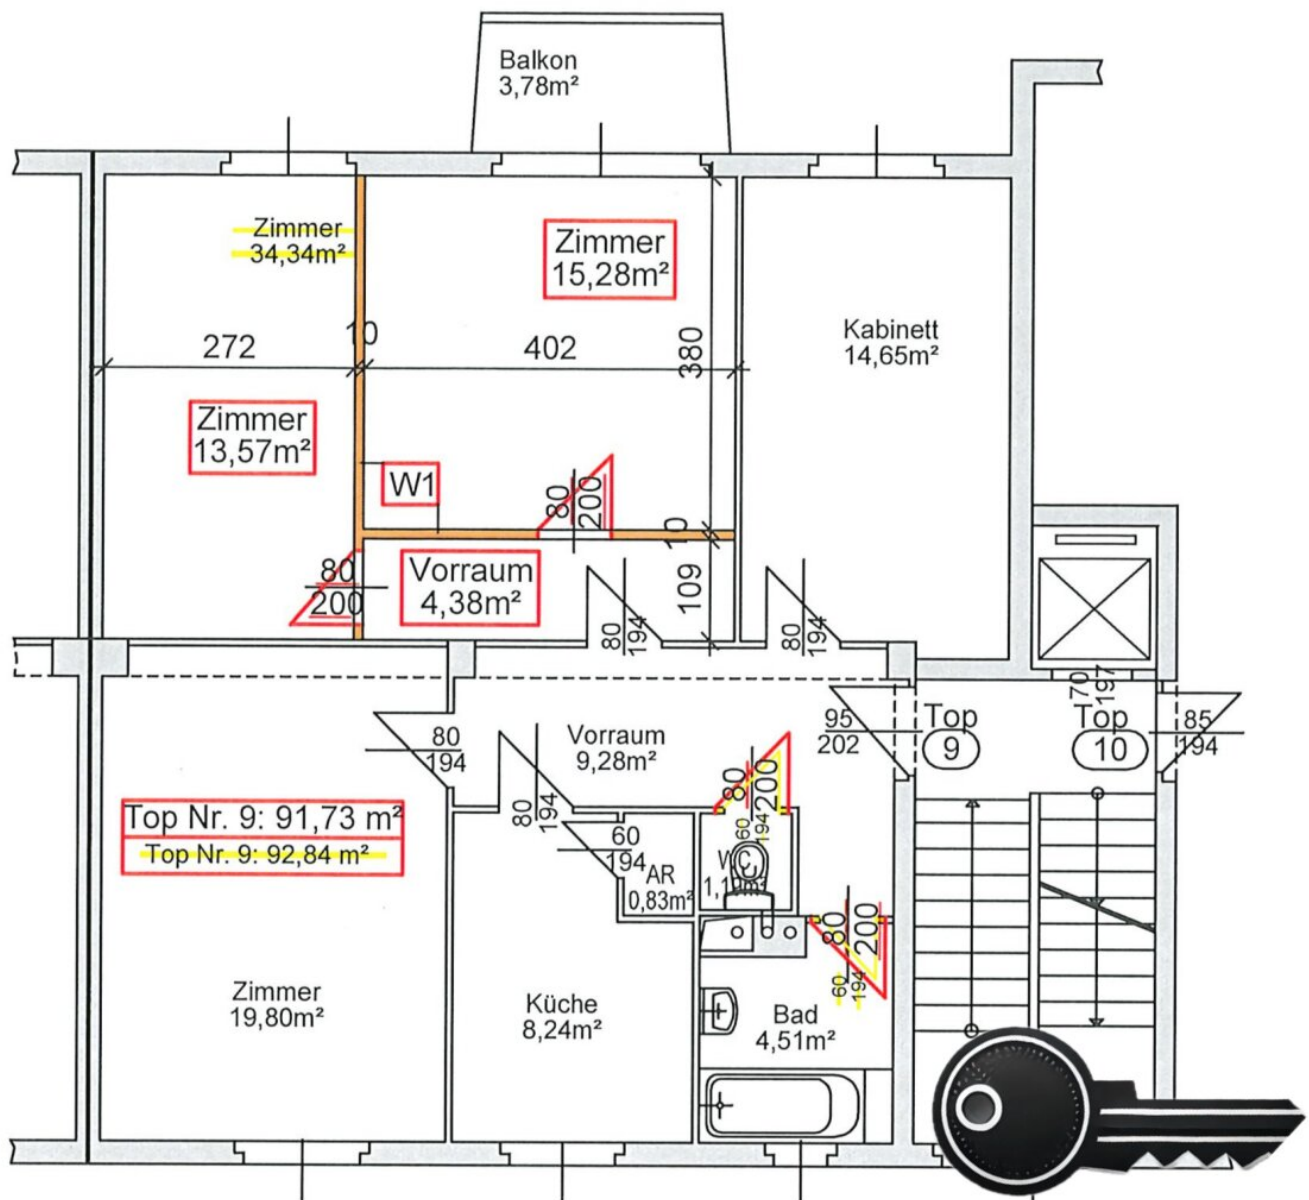 Balkon
3,78m²
Zimmer
34,34m²
Zimmer
15,28m²
Kabinett
14,65m²
272
10
402
380
Zimmer
13,57m²
W1
80
200
10
80
200
Vorraum
4,38m²
109
80
194
80
194
70
197
95
202
Top
9
Top
10
85
194
80
194
Vorraum
9,28m²
80
200
60
194
80
194
60
194
AR
0,83m²
WC
Top Nr. 9: 91,73 m²
Top Nr. 9: 92,84 m²
80
200
60
194
Zimmer
19,80m²
Küche
8,24m²
Bad
4,51m²